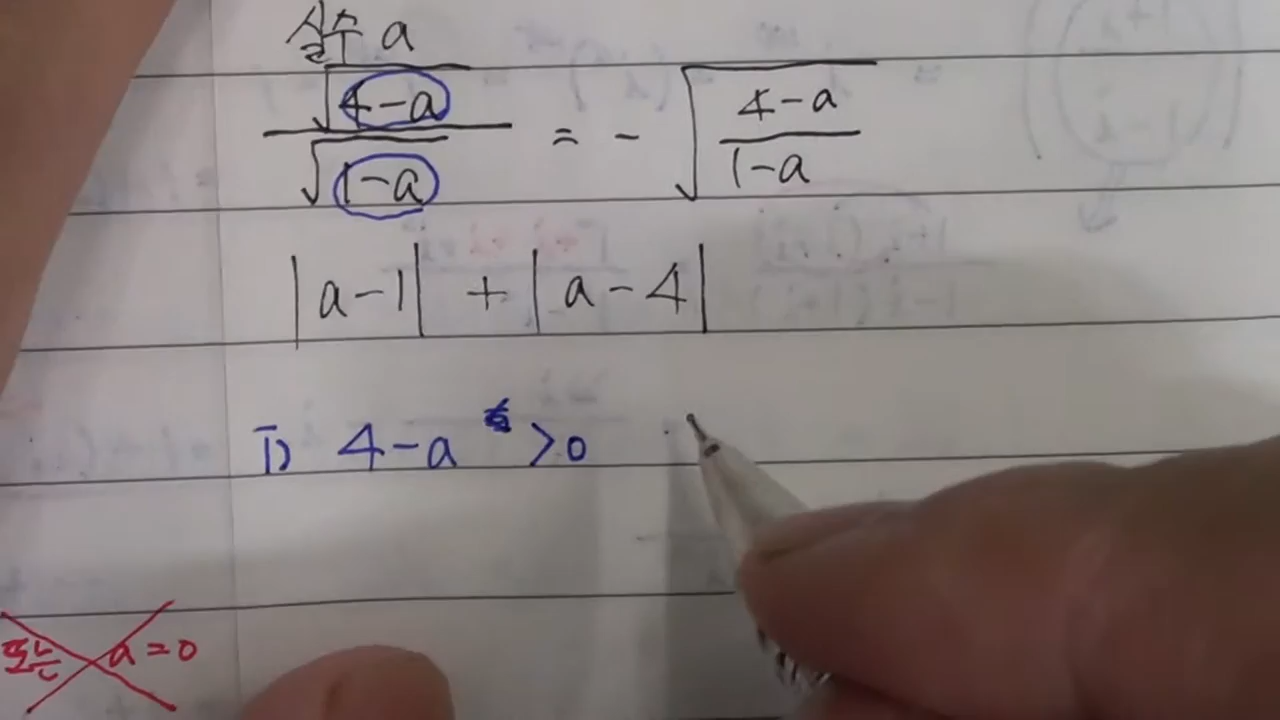 실수 a
√4-a / √1-a = - √(4-a / 1-a)
|a-1| + |a-4|
i) 4-a >0
또는 a=0